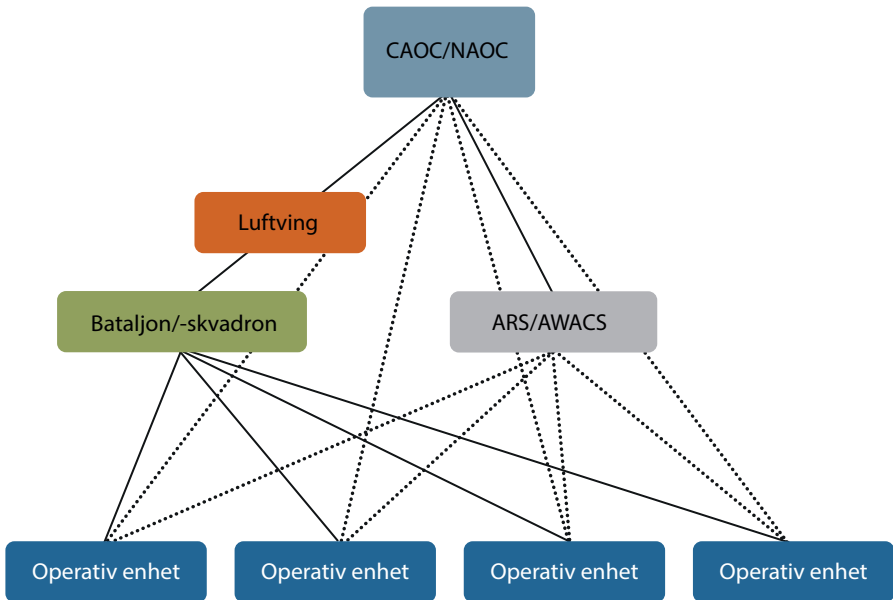 CAOC/NAOC
Luftving
Bataljon/-skvadron
ARS/AWACS
Operativ enhet
Operativ enhet
Operativ enhet
Operativ enhet